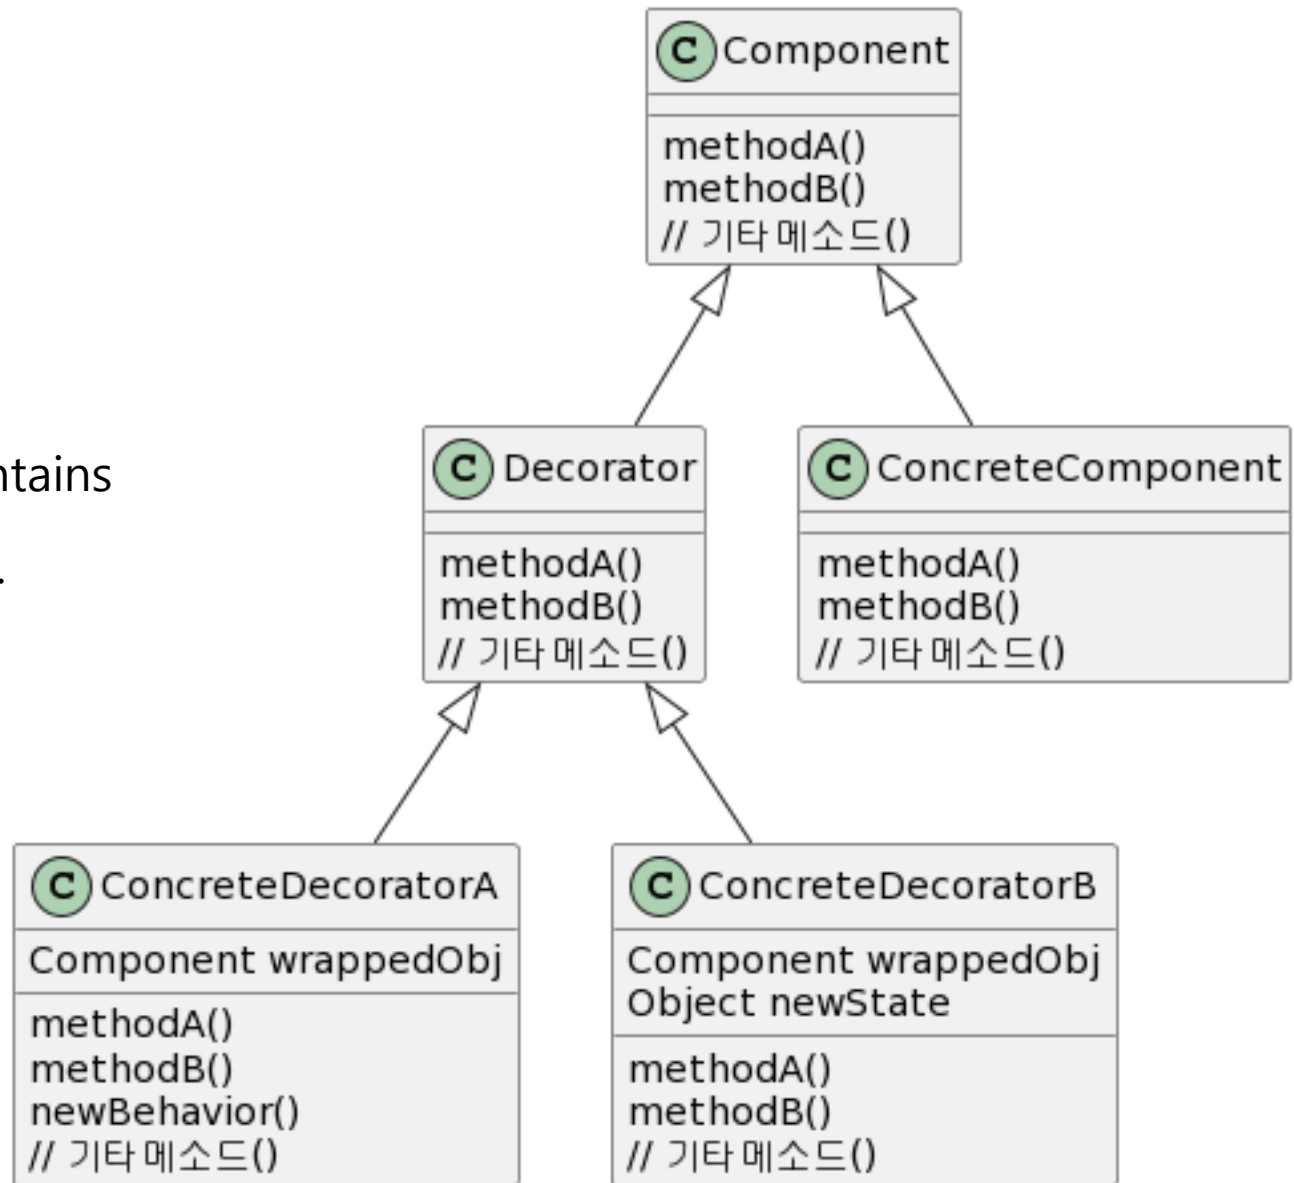 C Component
methodA()
methodB()
// 기타 메소드()
ntains
.
C Decorator
methodA()
methodB()
// 기타 메소드()
C ConcreteComponent
methodA()
methodB()
// 기타 메소드()
C ConcreteDecoratorA
Component wrappedObj
methodA()
methodB()
newBehavior()
// 기타 메소드()
C ConcreteDecoratorB
Component wrappedObj
Object newState
methodA()
methodB()
// 기타 메소드()